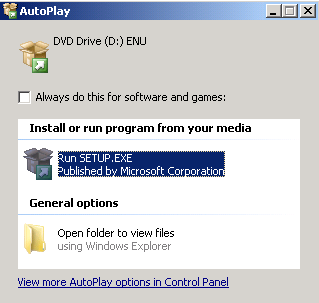 AutoPlay
DVD Drive (D:) ENU
Always do this for software and games:
Install or run program from your media
Run SETUP.EXE
Published by Microsoft Corporation
General options
Open folder to view files
using Windows Explorer
View more AutoPlay options in Control Panel